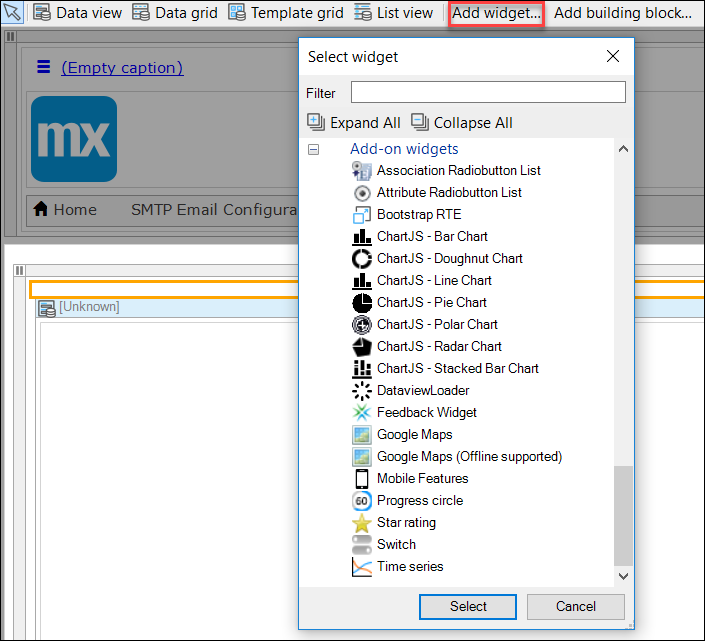 Data view Data grid Template grid List view Add widget... Add building block...
(Empty caption)
mx
Home SMTP Email Configura
[Unknown]
Select widget
Filter
Expand All Collapse All
Add-on widgets
Association Radiobutton List
Attribute Radiobutton List
Bootstrap RTE
ChartJS - Bar Chart
ChartJS - Doughnut Chart
ChartJS - Line Chart
ChartJS - Pie Chart
ChartJS - Polar Chart
ChartJS - Radar Chart
ChartJS - Stacked Bar Chart
DataviewLoader
Feedback Widget
Google Maps
Google Maps (Offline supported)
Mobile Features
60 Progress circle
Star rating
Switch
Time series
Select Cancel